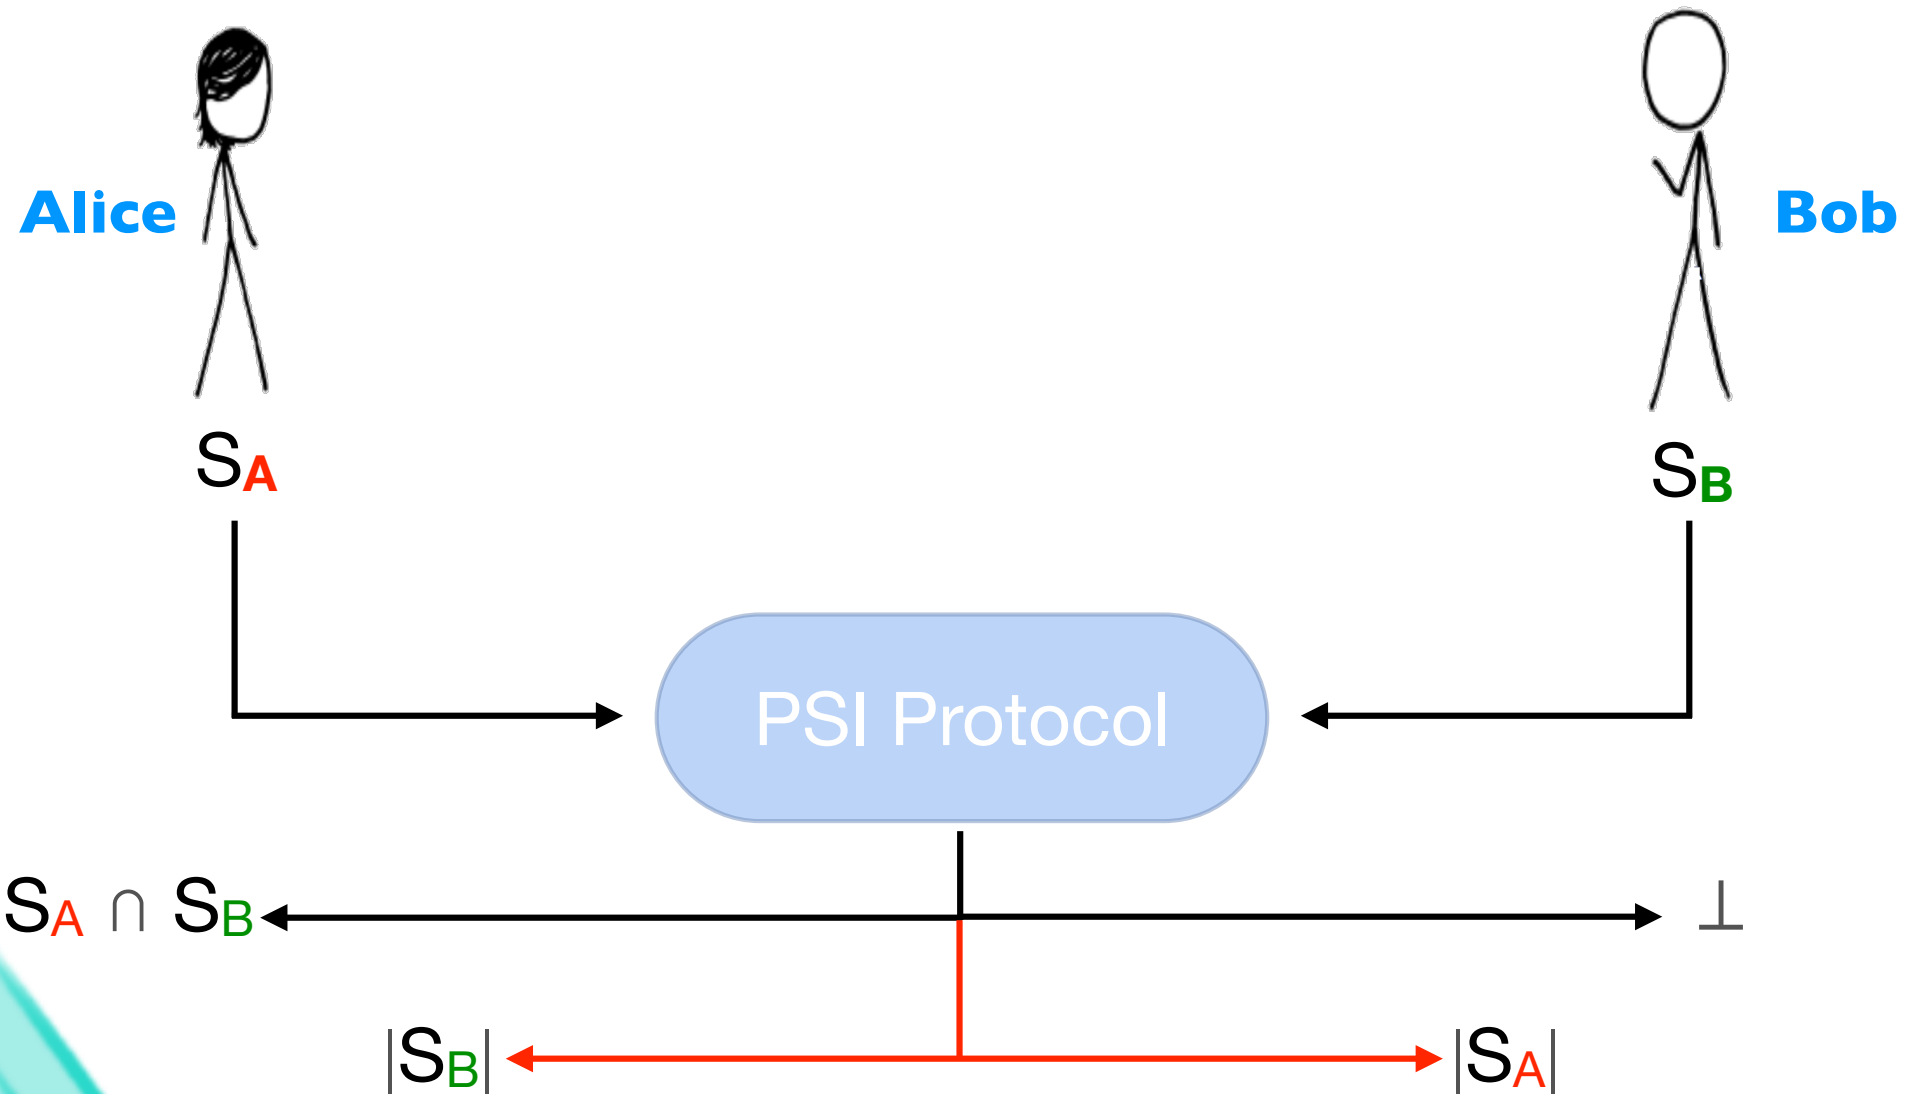 Alice
Bob
SA
SB
PSI Protocol
SA ∩ SB
⊥
|SB|
|SA|